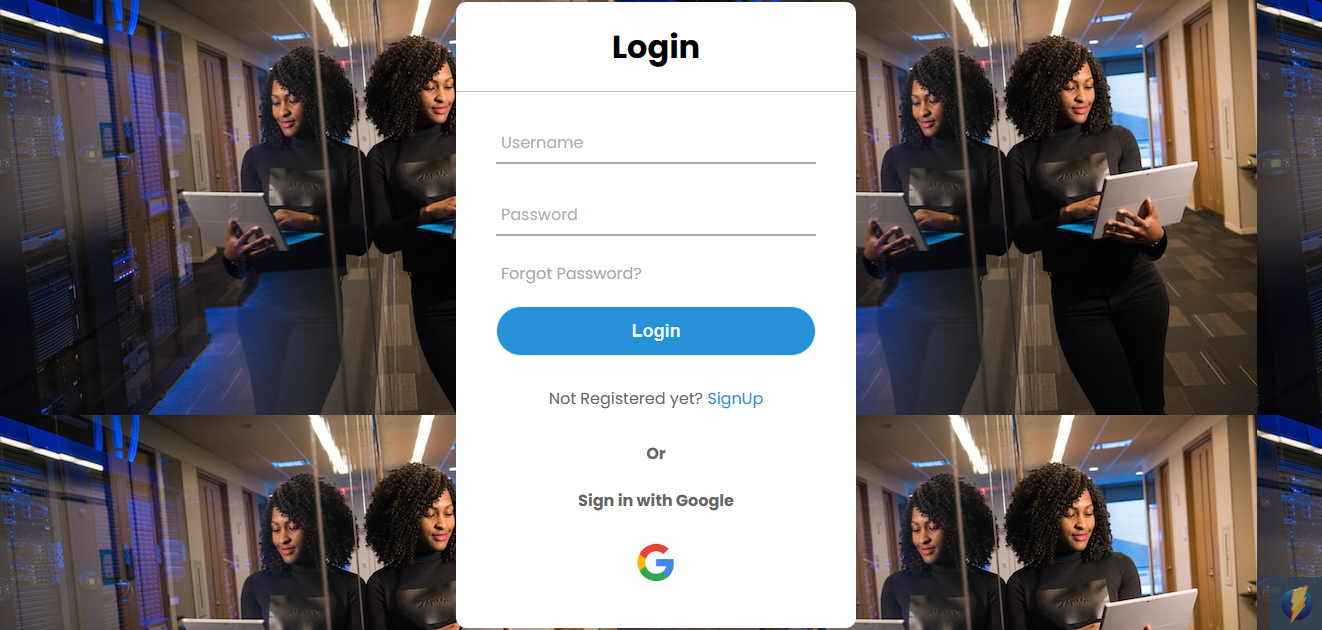 Login
Username
Password
Forgot Password?
Login
Not Registered yet? SignUp
Or
Sign in with Google